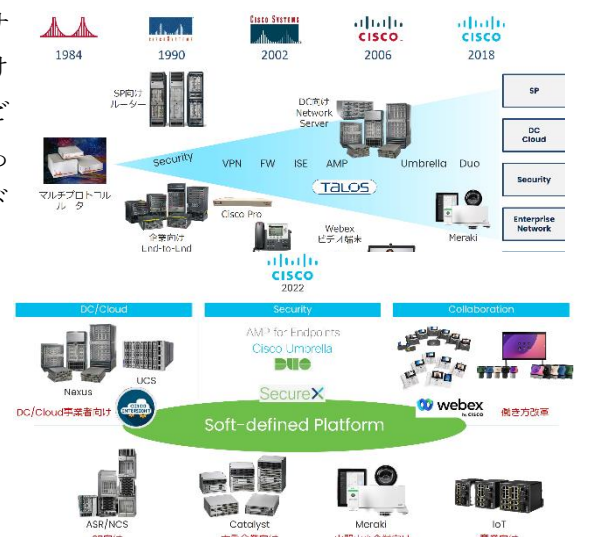 け
CISCO SYSTEMS
CISCO
CISCO
1984
1990
2002
2006
2018
SP向け
ルーター
DC向け
Network
Server
SP
DC
Cloud
Security
VPN
FW
ISE
AMP
Umbrella
Duo
TALOS
Security
マルチプロトコル
Cisco Pro
企業向け
End-to-End
Webex
ビデオ端末
Meraki
Enterprise
Network
CISCO
2022
DC/Cloud
Security
Collaboration
AMP for Endpoints
Cisco Umbrella
DUO
Nexus
UCS
SecureX
DC/Cloud事業者向け
CISCO
INTERSIGHT
webex
by CISCO
働き方改革
Soft-defined Platform
ASR/NCS
Catalyst
Meraki
IoT